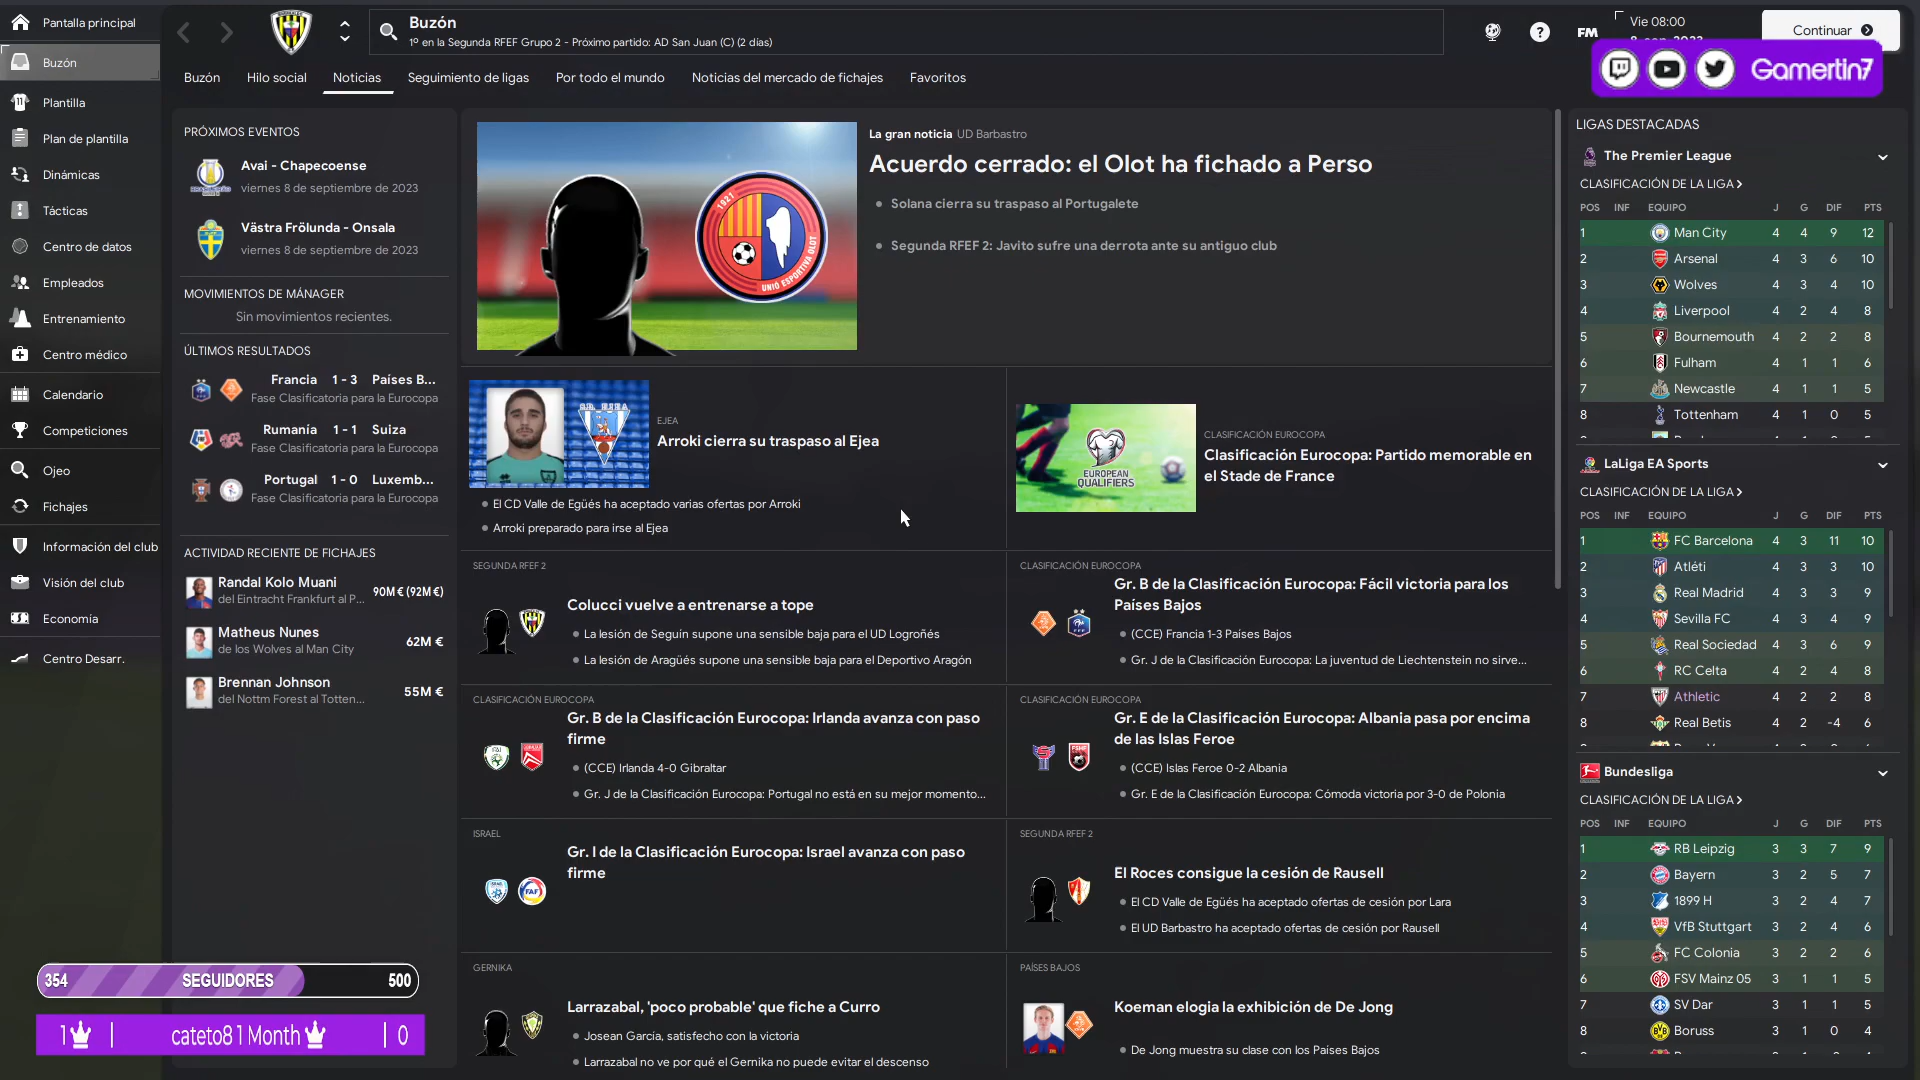 Pantalla principal
Buzón
Plantilla
Plan de plantilla
Dinámicas
Tácticas
Centro de datos
Empleados
Entrenamiento
Centro médico
Calendario
Competiciones
Ojeo
Fichajes
Información del club
Visión del club
Economía
Centro Desarr.
Buzón
1º en la Segunda RFEF Grupo 2 - Próximo partido: AD San Juan (C) (2 días)
FM
Vie 08:00
Continuar
Gamertin7
Buzón
Hilo social
Noticias
Seguimiento de ligas
Por todo el mundo
Noticias del mercado de fichajes
Favoritos
PRÓXIMOS EVENTOS
Avai - Chapecoense
viernes 8 de septiembre de 2023
Västra Frölunda - Onsala
viernes 8 de septiembre de 2023
MOVIMIENTOS DE MÁNAGER
Sin movimientos recientes.
ÚLTIMOS RESULTADOS
Francia 1 - 3 Países B...
Fase Clasificatoria para la Eurocopa
Rumanía 1 - 1 Suiza
Fase Clasificatoria para la Eurocopa
Portugal 1 - 0 Luxemb...
Fase Clasificatoria para la Eurocopa
ACTIVIDAD RECIENTE DE FICHAJES
Randal Kolo Muani
del Eintracht Frankfurt al P... 90M € (92M €)
Matheus Nunes
de los Wolves al Man City 62M €
Brennan Johnson
del Nottm Forest al Totten... 55M €
354 SEGUIDORES 500
1 | cateto8 1 Month | 0
1921
UNIÓ ESPORTIVA OLOT
La gran noticia UD Barbastro
Acuerdo cerrado: el Olot ha fichado a Perso
Solana cierra su traspaso al Portugalete
Segunda RFEF 2: Javito sufre una derrota ante su antiguo club
S.D. EJEA
EJEA
Arroki cierra su traspaso al Ejea
El CD Valle de Egüés ha aceptado varias ofertas por Arroki
Arroki preparado para irse al Ejea
EUROPEAN
QUALIFIERS
CLASIFICACIÓN EUROCOPA
Clasificación Eurocopa: Partido memorable en
el Stade de France
SEGUNDA RFEF 2
Colucci vuelve a entrenarse a tope
La lesión de Seguín supone una sensible baja para el UD Logroñés
La lesión de Aragüés supone una sensible baja para el Deportivo Aragón
CLASIFICACIÓN EUROCOPA
Gr. B de la Clasificación Eurocopa: Fácil victoria para los
Países Bajos
(CCE) Francia 1-3 Países Bajos
Gr. J de la Clasificación Eurocopa: La juventud de Liechtenstein no sirve...
CLASIFICACIÓN EUROCOPA
Gr. B de la Clasificación Eurocopa: Irlanda avanza con paso
firme
(CCE) Irlanda 4-0 Gibraltar
Gr. J de la Clasificación Eurocopa: Portugal no está en su mejor momento...
CLASIFICACIÓN EUROCOPA
Gr. E de la Clasificación Eurocopa: Albania pasa por encima
de las Islas Feroe
(CCE) Islas Feroe 0-2 Albania
Gr. E de la Clasificación Eurocopa: Cómoda victoria por 3-0 de Polonia
ISRAEL
Gr. I de la Clasificación Eurocopa: Israel avanza con paso
firme
SEGUNDA RFEF 2
El Roces consigue la cesión de Rausell
El CD Valle de Egüés ha aceptado ofertas de cesión por Lara
El UD Barbastro ha aceptado ofertas de cesión por Rausell
GERNIKA
Larrazabal, 'poco probable' que fiche a Curro
Josean García, satisfecho con la victoria
Larrazabal no ve por qué el Gernika no puede evitar el descenso
PAÍSES BAJOS
Koeman elogia la exhibición de De Jong
De Jong muestra su clase con los Países Bajos
LIGAS DESTACADAS
The Premier League
CLASIFICACIÓN DE LA LIGA >
POS INF EQUIPO J G DIF PTS
1 Man City 4 4 9 12
2 Arsenal 4 3 6 10
3 Wolves 4 3 4 10
4 Liverpool 4 2 4 8
5 Bournemouth 4 2 2 8
6 Fulham 4 1 1 6
7 Newcastle 4 1 1 5
8 Tottenham 4 1 0 5
LaLiga EA Sports
CLASIFICACIÓN DE LA LIGA >
POS INF EQUIPO J G DIF PTS
1 FC Barcelona 4 3 11 10
2 Atléti 4 3 3 10
3 Real Madrid 4 3 3 9
4 Sevilla FC 4 3 4 9
5 Real Sociedad 4 3 6 9
6 RC Celta 4 2 4 8
7 Athletic 4 2 2 8
8 Real Betis 4 2 -4 6
Bundesliga
CLASIFICACIÓN DE LA LIGA >
POS INF EQUIPO J G DIF PTS
1 RB Leipzig 3 3 7 9
2 Bayern 3 2 5 7
3 1899 H 3 2 4 7
4 VfB Stuttgart 3 2 4 6
5 FC Colonia 3 2 2 6
6 FSV Mainz 05 3 1 1 5
7 SV Dar 3 1 1 5
8 Boruss 3 1 0 4